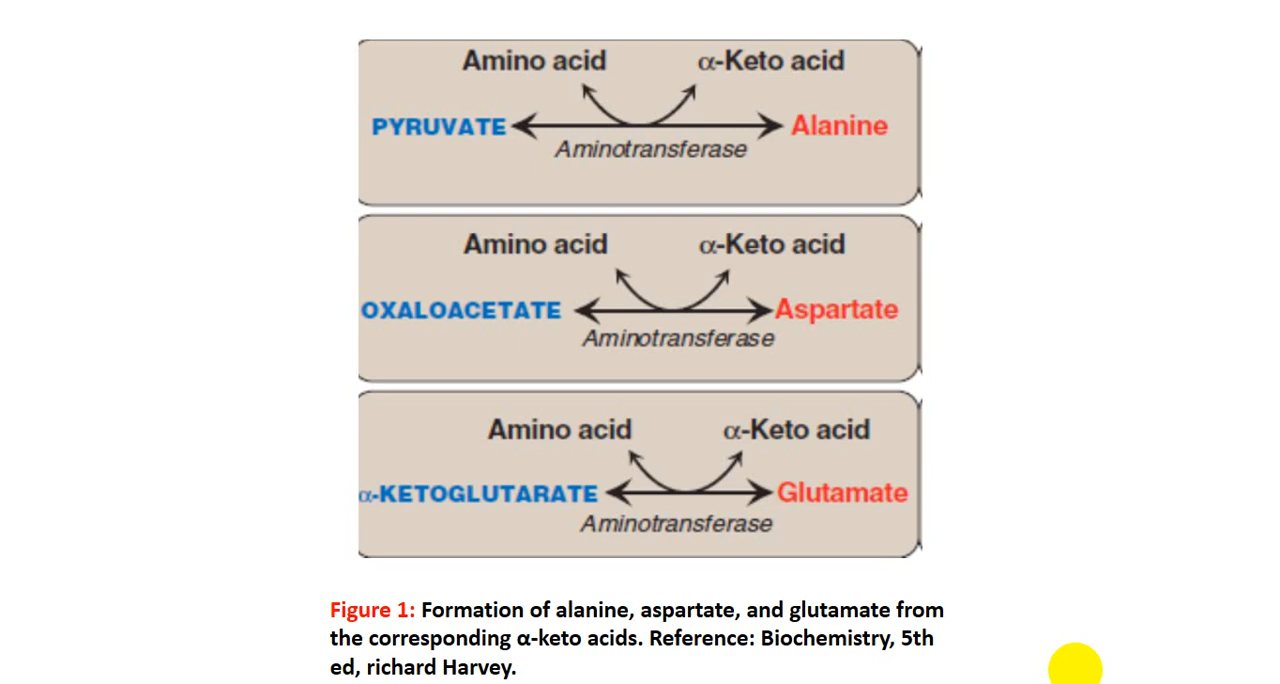 Amino acid α-Keto acid
PYRUVATE Alanine
Aminotransferase
Amino acid α-Keto acid
OXALOACETATE Aspartate
Aminotransferase
Amino acid α-Keto acid
α-KETOGLUTARATE Glutamate
Aminotransferase
Figure 1: Formation of alanine, aspartate, and glutamate from
the corresponding α-keto acids. Reference: Biochemistry, 5th
ed, richard Harvey.